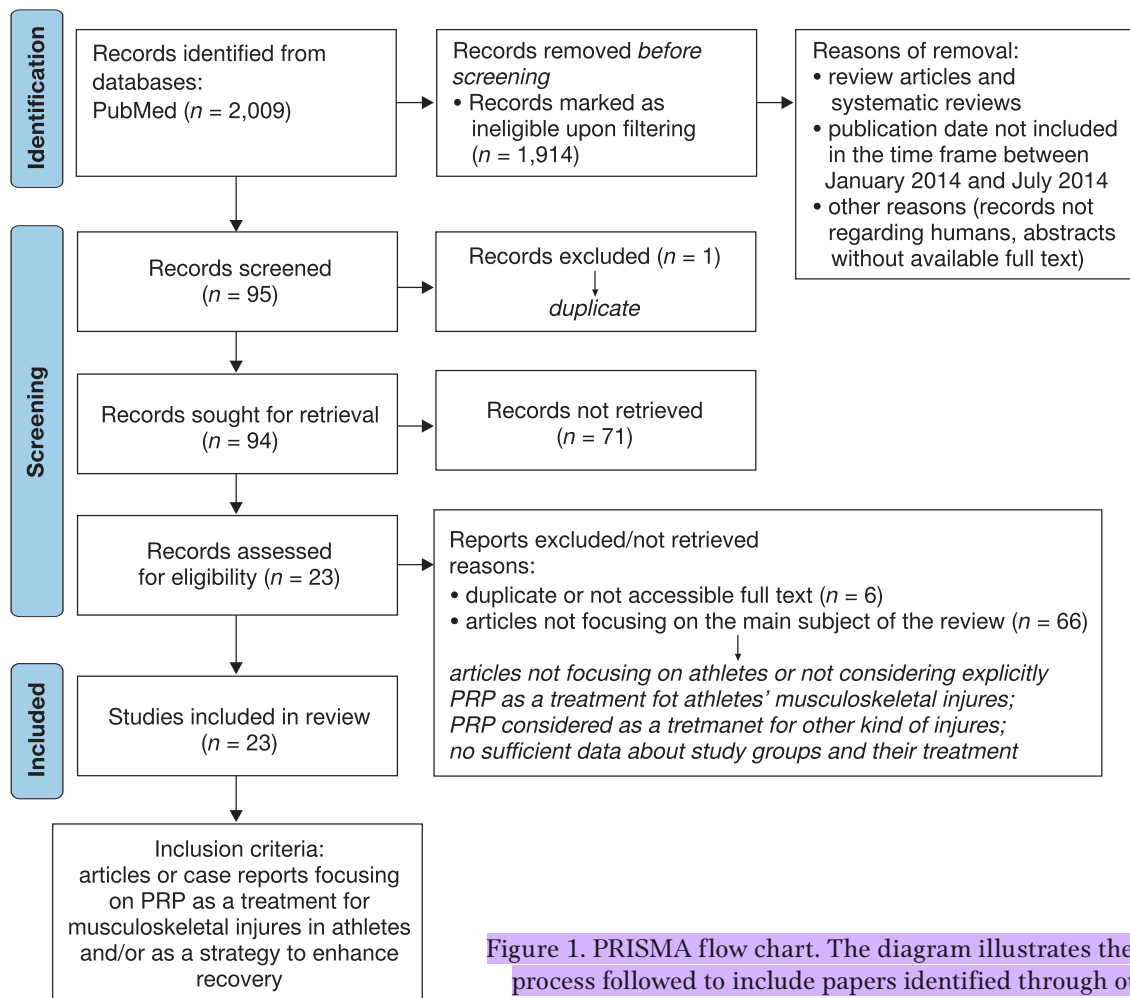 Identification
Records identified from
databases:
PubMed (n = 2,009)
Records removed before
screening
• Records marked as
ineligible upon filtering
(n = 1,914)
Reasons of removal:
• review articles and
systematic reviews
• publication date not included
in the time frame between
January 2014 and July 2014
• other reasons (records not
regarding humans, abstracts
without available full text)
Screening
Records screened
(n = 95)
Records excluded (n = 1)
duplicate
Records sought for retrieval
(n = 94)
Records not retrieved
(n = 71)
Records assessed
for eligibility (n = 23)
Reports excluded/not retrieved
reasons:
• duplicate or not accessible full text (n = 6)
• articles not focusing on the main subject of the review (n = 66)
articles not focusing on athletes or not considering explicitly
PRP as a treatment fot athletes’ musculoskeletal injures;
PRP considered as a tretmanet for other kind of injures;
no sufficient data about study groups and their treatment
Included
Studies included in review
(n = 23)
Inclusion criteria:
articles or case reports focusing
on PRP as a treatment for
musculoskeletal injures in athletes
and/or as a strategy to enhance
recovery
Figure 1. PRISMA flow chart. The diagram illustrates the
process followed to include papers identified through